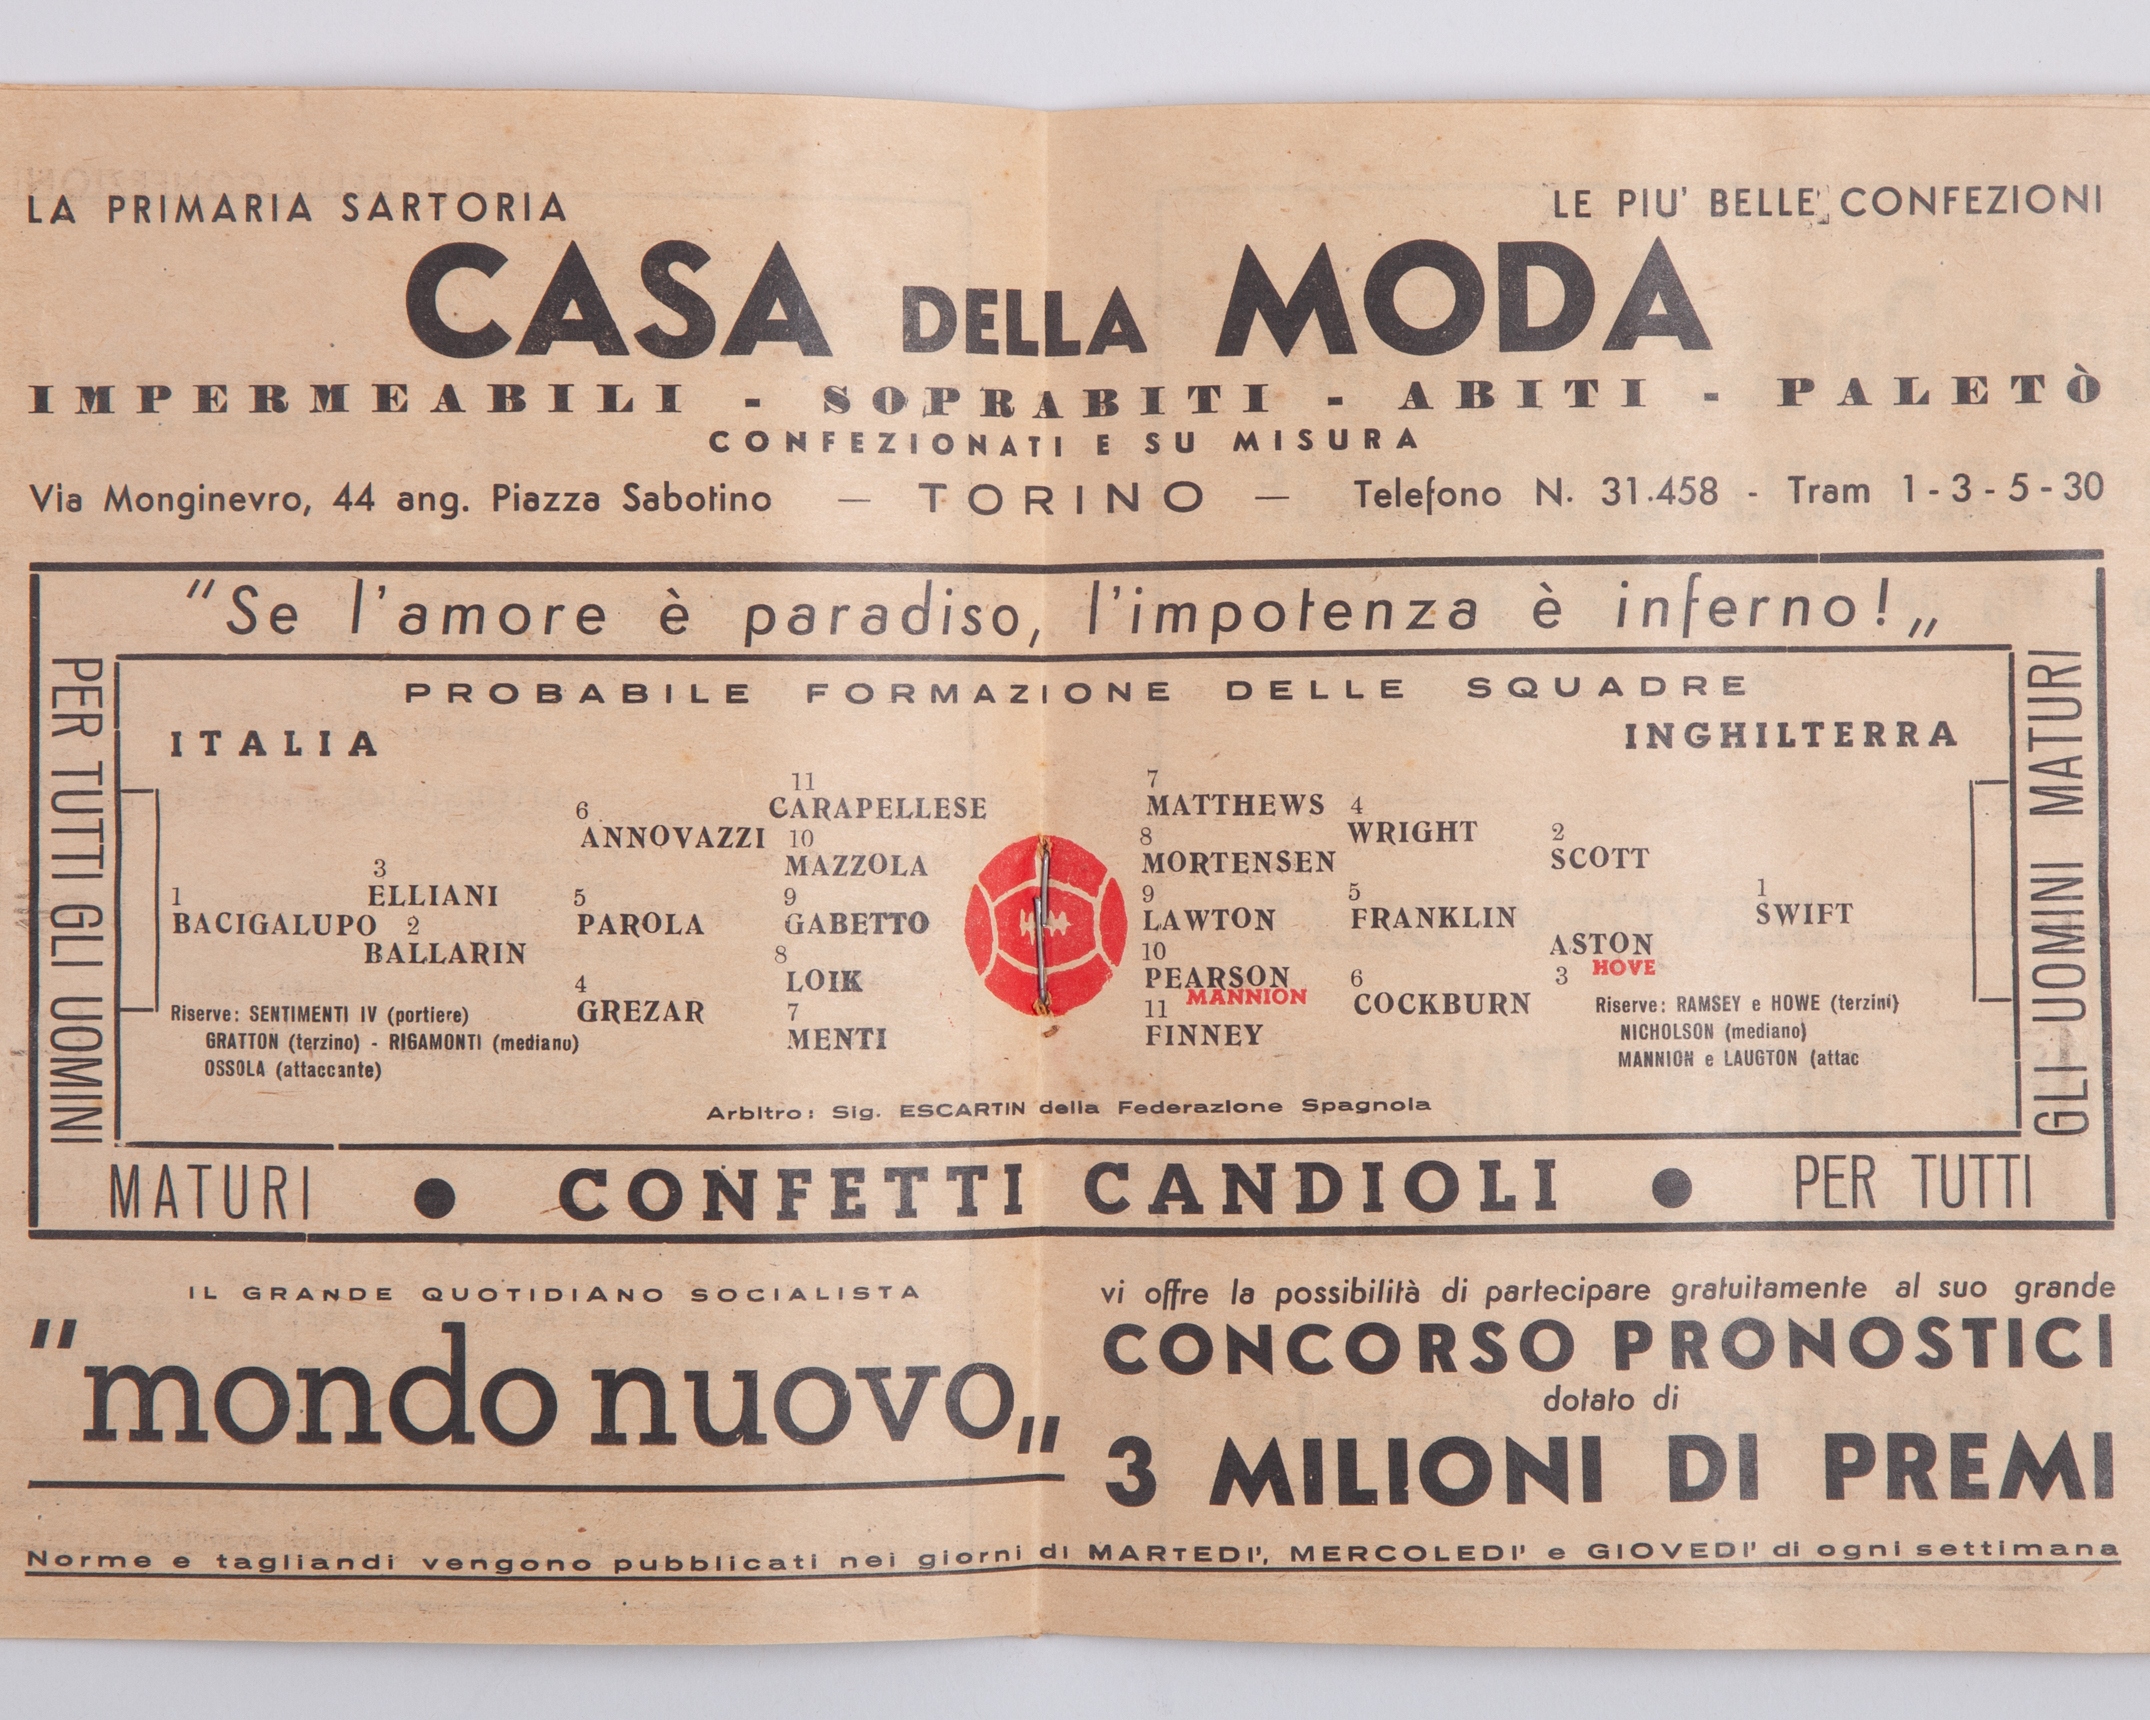 LA PRIMARIA SARTORIA
LE PIU' BELLE CONFEZIONI
CASA DELLA MODA
IMPERMEABILI - SOPRABITI - ABITI - PALETÒ
CONFEZIONATI E SU MISURA
Via Monginevro, 44 ang. Piazza Sabotino — TORINO — Telefono N. 31.458 - Tram 1-3-5-30
"Se l'amore è paradiso, l'impotenza è inferno!„
PER TUTTI GLI UOMINI
PROBABILE FORMAZIONE DELLE SQUADRE
ITALIA
1
BACIGALUPO
3
ELLIANI
2
BALLARIN
6
ANNOVAZZI
5
PAROLA
4
GREZAR
11
CARAPELLESE
10
MAZZOLA
9
GABETTO
8
LOIK
7
MENTI
Riserve: SENTIMENTI IV (portiere)
GRATTON (terzino) - RIGAMONTI (mediano)
OSSOLA (attaccante)
INGHILTERRA
7
MATTHEWS
8
MORTENSEN
9
LAWTON
10
PEARSON
MANNION
11
FINNEY
4
WRIGHT
5
FRANKLIN
6
COCKBURN
2
SCOTT
ASTON
HOVE
3
1
SWIFT
Riserve: RAMSEY e HOWE (terzini)
NICHOLSON (mediano)
MANNION e LAUGTON (attac
Arbitro: Sig. ESCARTIN della Federazione Spagnola
GLI UOMINI MATURI
MATURI ● CONFETTI CANDIOLI ● PER TUTTI
IL GRANDE QUOTIDIANO SOCIALISTA
"mondo nuovo„
vi offre la possibilità di partecipare gratuitamente al suo grande
CONCORSO PRONOSTICI
dotato di
3 MILIONI DI PREMI
Norme e tagliandi vengono pubblicati nei giorni di MARTEDI', MERCOLEDI' e GIOVEDI' di ogni settimana